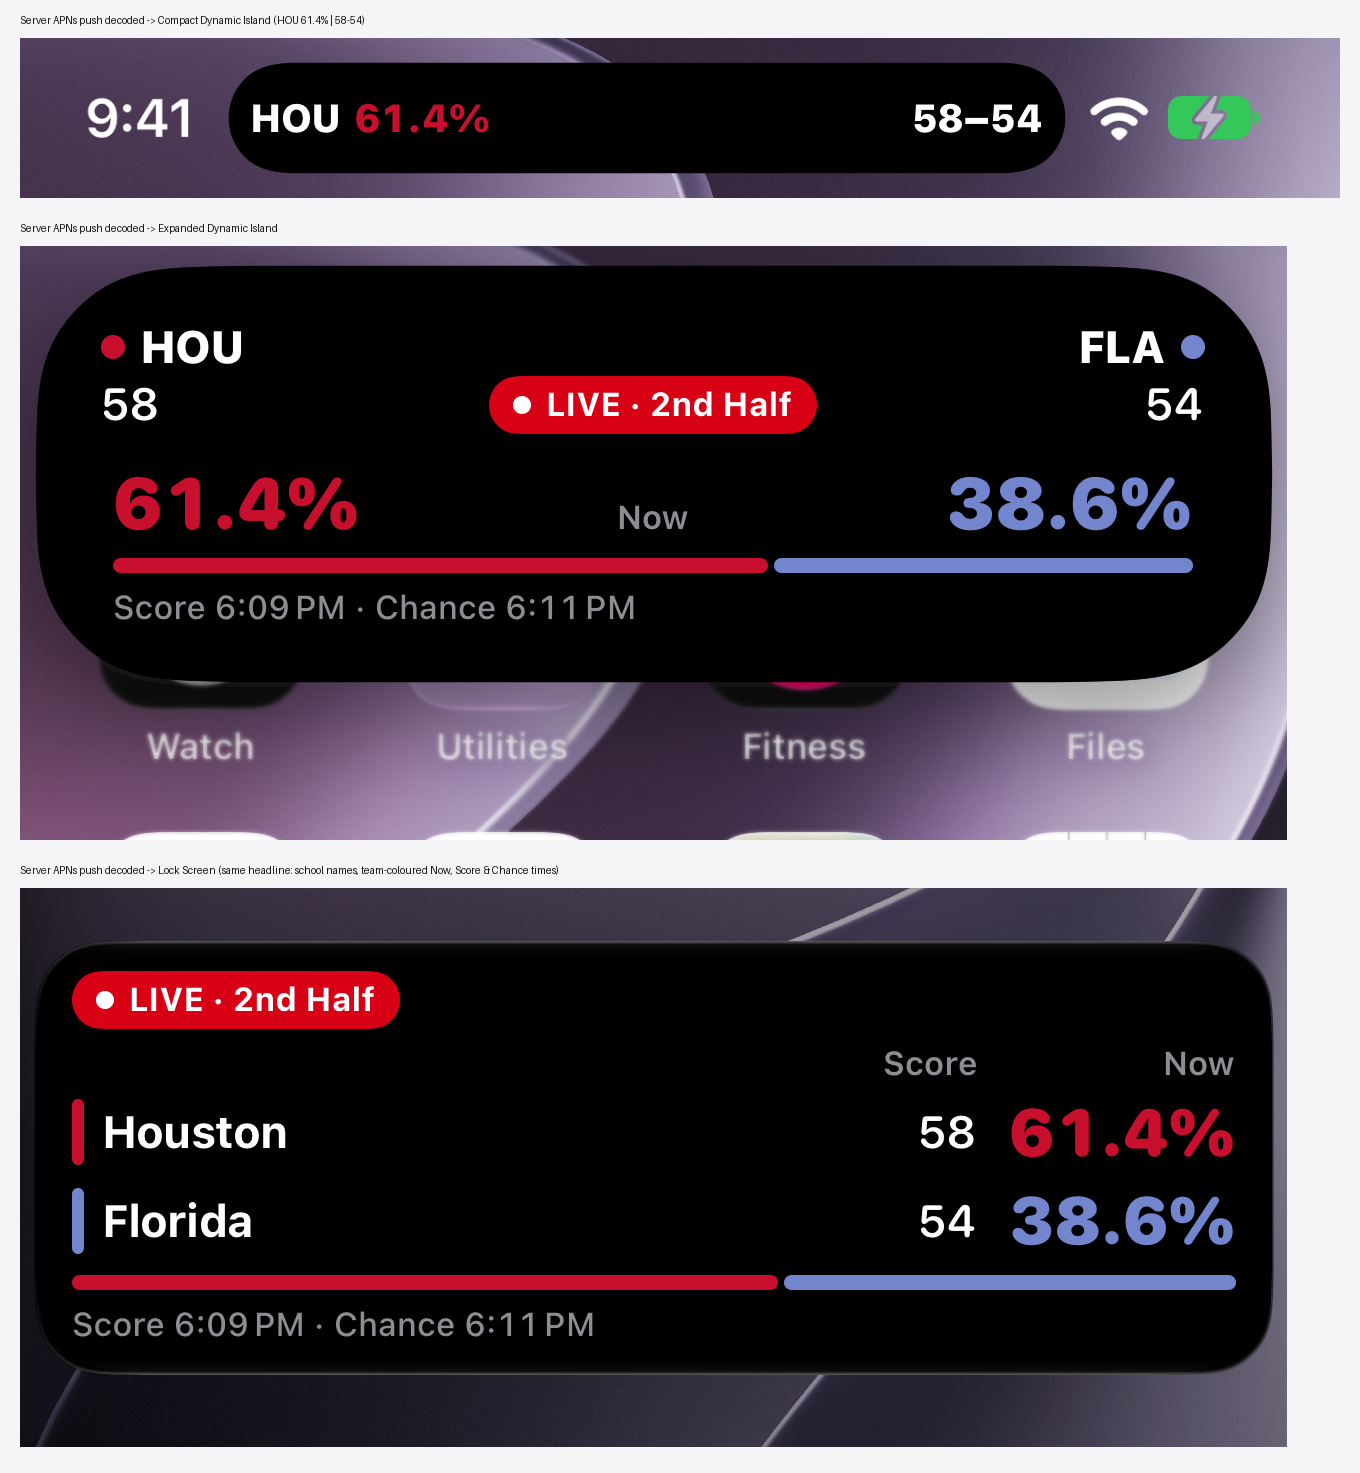 Server APNs push decoded -> Compact Dynamic Island (HOU 61.4% | 58-54)
9:41 HOU 61.4% 58–54
Server APNs push decoded -> Expanded Dynamic Island
HOU FLA
58 LIVE · 2nd Half 54
61.4% Now 38.6%
Score 6:09 PM · Chance 6:11 PM
Watch Utilities Fitness Files
Server APNs push decoded -> Lock Screen (same headline: school names, team-coloured Now, Score & Chance times)
LIVE · 2nd Half
Score Now
Houston 58 61.4%
Florida 54 38.6%
Score 6:09 PM · Chance 6:11 PM